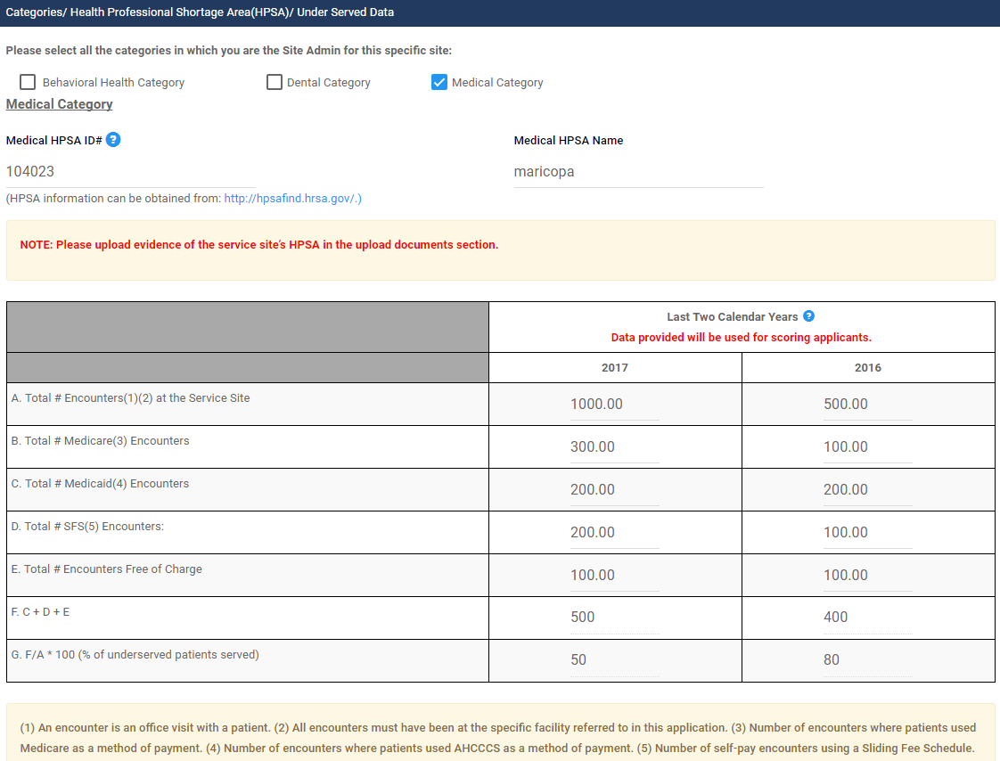 Categories/ Health Professional Shortage Area(HPSA)/ Under Served Data
Please select all the categories in which you are the Site Admin for this specific site:
Behavioral Health Category Dental Category Medical Category
Medical Category
Medical HPSA ID# ? Medical HPSA Name
104023 maricopa
(HPSA information can be obtained from: http://hpsafind.hrsa.gov/.)
NOTE: Please upload evidence of the service site's HPSA in the upload documents section.
Last Two Calendar Years ?
Data provided will be used for scoring applicants.
2017 2016
A. Total # Encounters(1)(2) at the Service Site 1000.00 500.00
B. Total # Medicare(3) Encounters 300.00 100.00
C. Total # Medicaid(4) Encounters 200.00 200.00
D. Total # SFS(5) Encounters: 200.00 100.00
E. Total # Encounters Free of Charge 100.00 100.00
F. C + D + E 500 400
G. F/A * 100 (% of underserved patients served) 50 80
(1) An encounter is an office visit with a patient. (2) All encounters must have been at the specific facility referred to in this application. (3) Number of encounters where patients used
Medicare as a method of payment. (4) Number of encounters where patients used AHCCCS as a method of payment. (5) Number of self-pay encounters using a Sliding Fee Schedule.